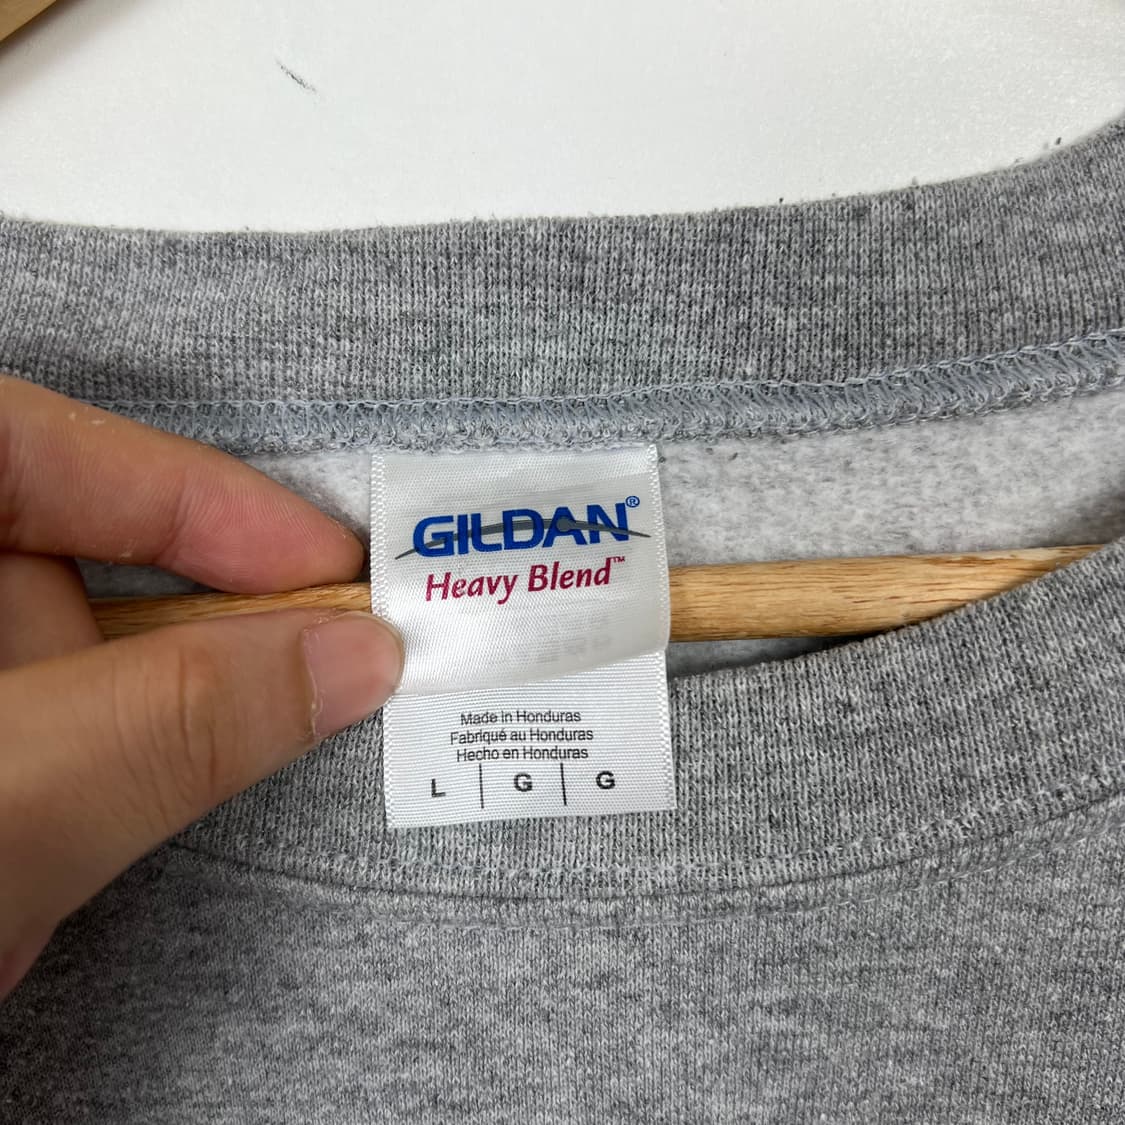 GILDAN®
Heavy Blend™
Made in Honduras
Fabriqué au Honduras
Hecho en Honduras
L | G | G